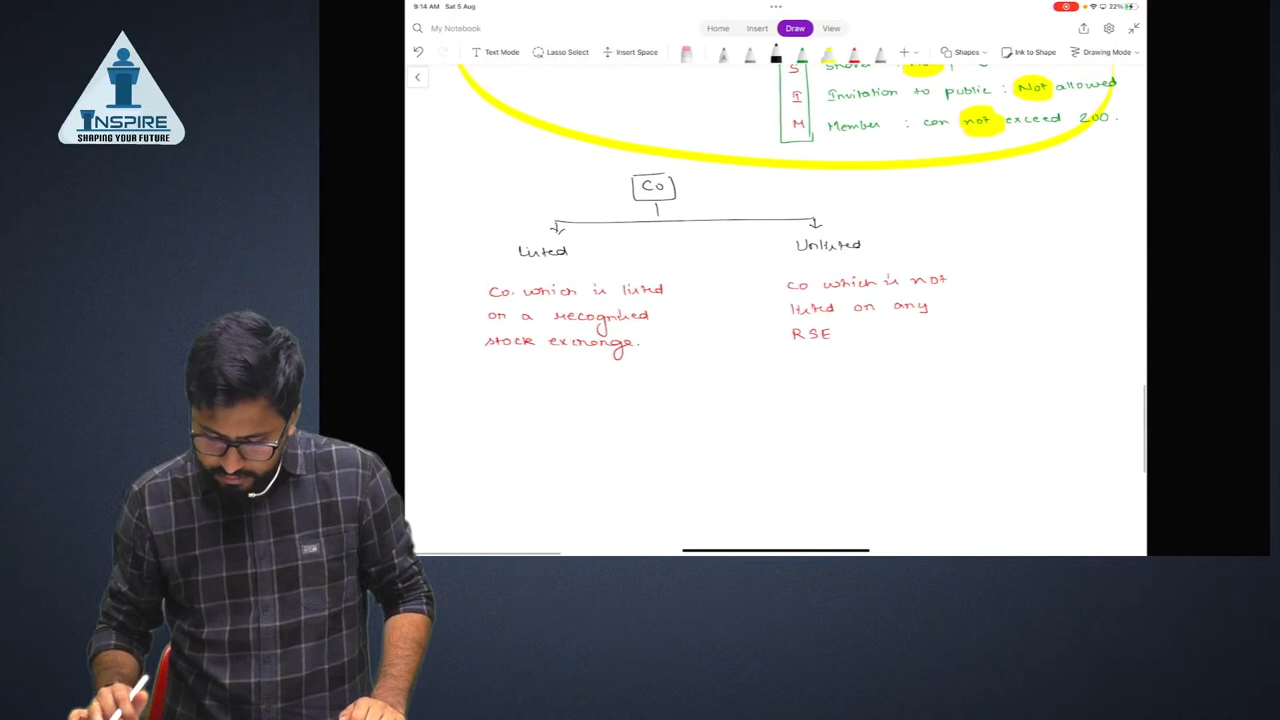 9:14 AM Sat 5 Aug
22%
My Notebook
Home Insert Draw View
Text Mode Lasso Select Insert Space Shapes Ink to Shape Drawing Mode
INSPIRE
SHAPING YOUR FUTURE
S
I Invitation to public : Not allowed
M Member : can not exceed 200.
Co
Listed
Unlisted
Co. which is listed
on a recognised
stock exchange.
Co which is not
listed on any
RSE